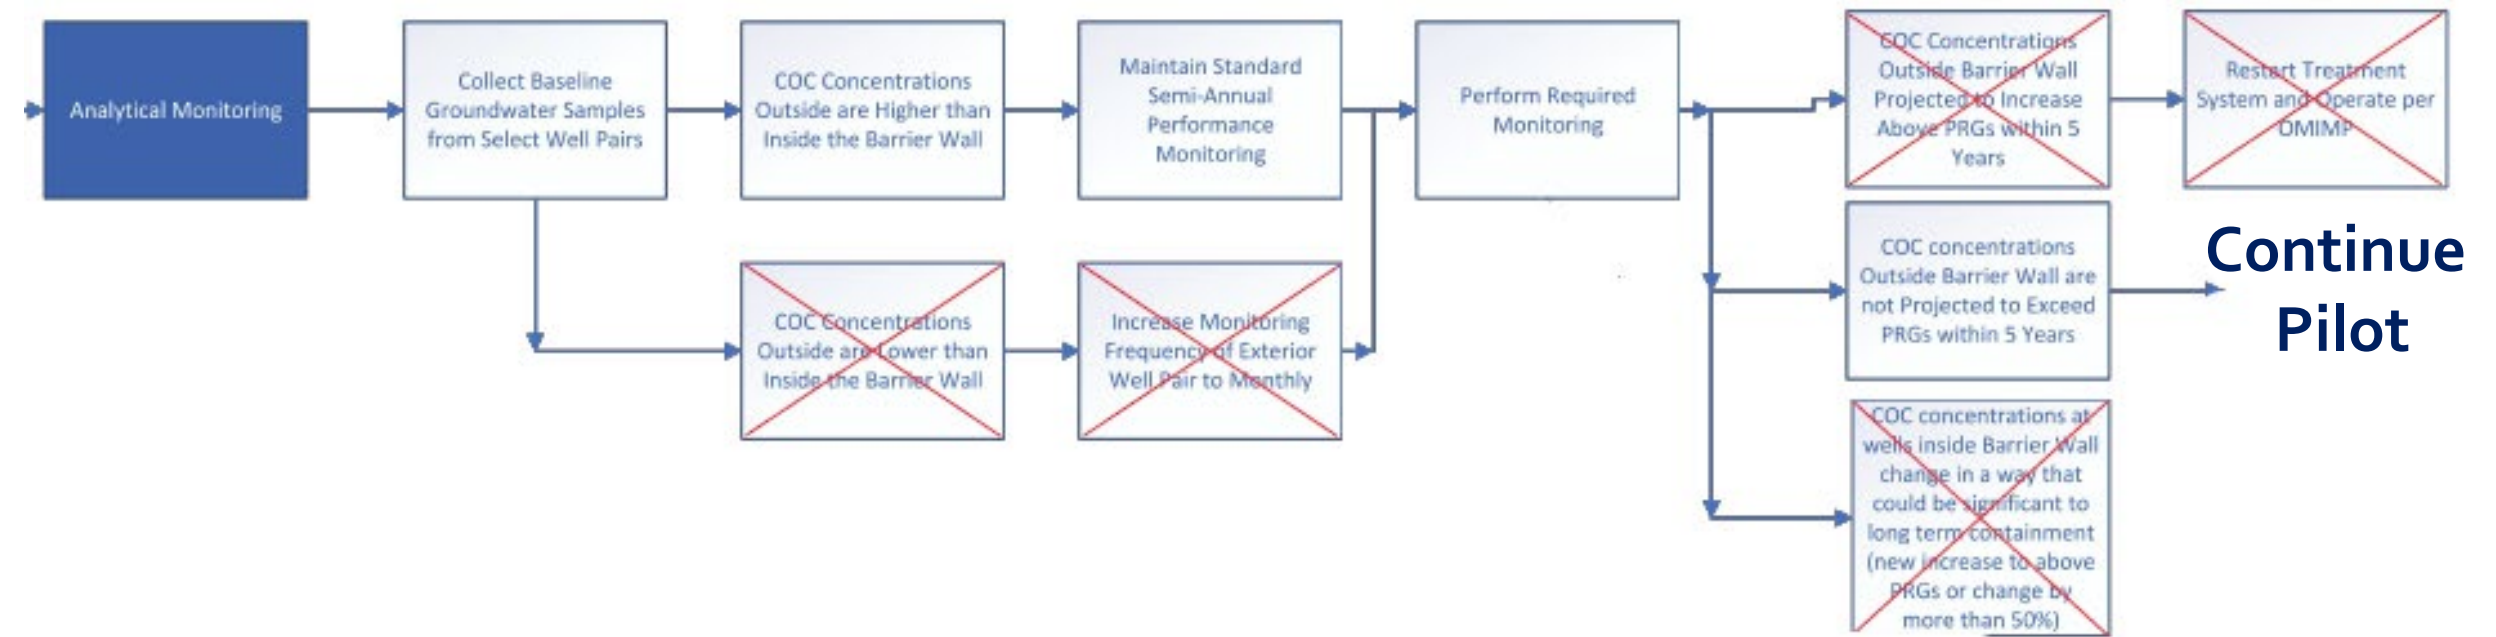 Analytical Monitoring
Collect Baseline
Groundwater Samples
from Select Well Pairs
COC Concentrations
Outside are Higher than
Inside the Barrier Wall
Maintain Standard
Semi-Annual
Performance
Monitoring
Perform Required
Monitoring
COC Concentrations
Outside Barrier Wall
Projected to Increase
Above PRGs within 5
Years
Restart Treatment
System and Operate per
OMIMP
COC Concentrations
Outside are Lower than
Inside the Barrier Wall
Increase Monitoring
Frequency of Exterior
Well Pair to Monthly
COC concentrations
Outside Barrier Wall are
not Projected to Exceed
PRGs within 5 Years
Continue
Pilot
COC concentrations at
wells inside Barrier Wall
change in a way that
could be significant to
long term containment
(new increase to above
PRGs or change by
more than 50%)